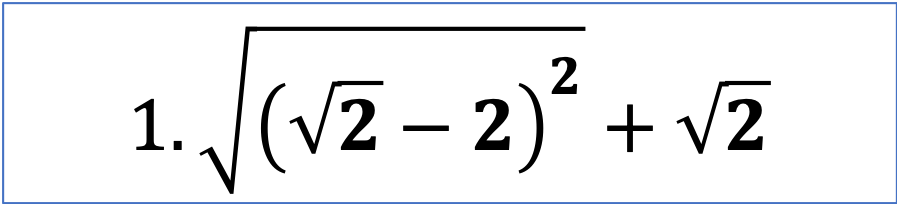 1. √((√2 − 2)²) + √2